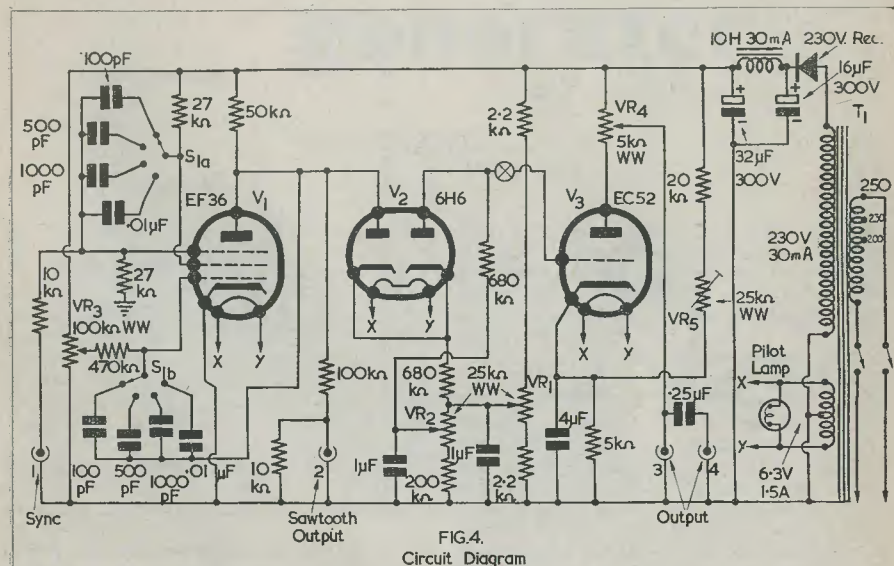 100pF
27
kΩ
50kΩ
2.2
kΩ
VR4
5kΩ
WW
10H 30mA
230V. Rec.
16μF
300V
T1
32μF
300V
500
pF
1000
pF
S1a
.01μF
EF36
V1
V2
6H6
V3
EC52
20
kΩ
250
230
200
230V
30mA
10
kΩ
27
kΩ
VR3
100kΩ WW
470kΩ
S1b
X
Y
X
Y
680
kΩ
X
Y
25kΩ
WW
VR5
100kΩ
680
kΩ
25kΩ
WW
VR1
VR2
Pilot
Lamp
X
Y
6.3V
1.5A
100
pF
500
pF
1000
pF
.01
μF
10
kΩ
1μF
200
kΩ
1μF
2.2
kΩ
4μF
5kΩ
.25μF
1
2
3
4
Sync
Sawtooth
Output
Output
FIG.4.
Circuit Diagram